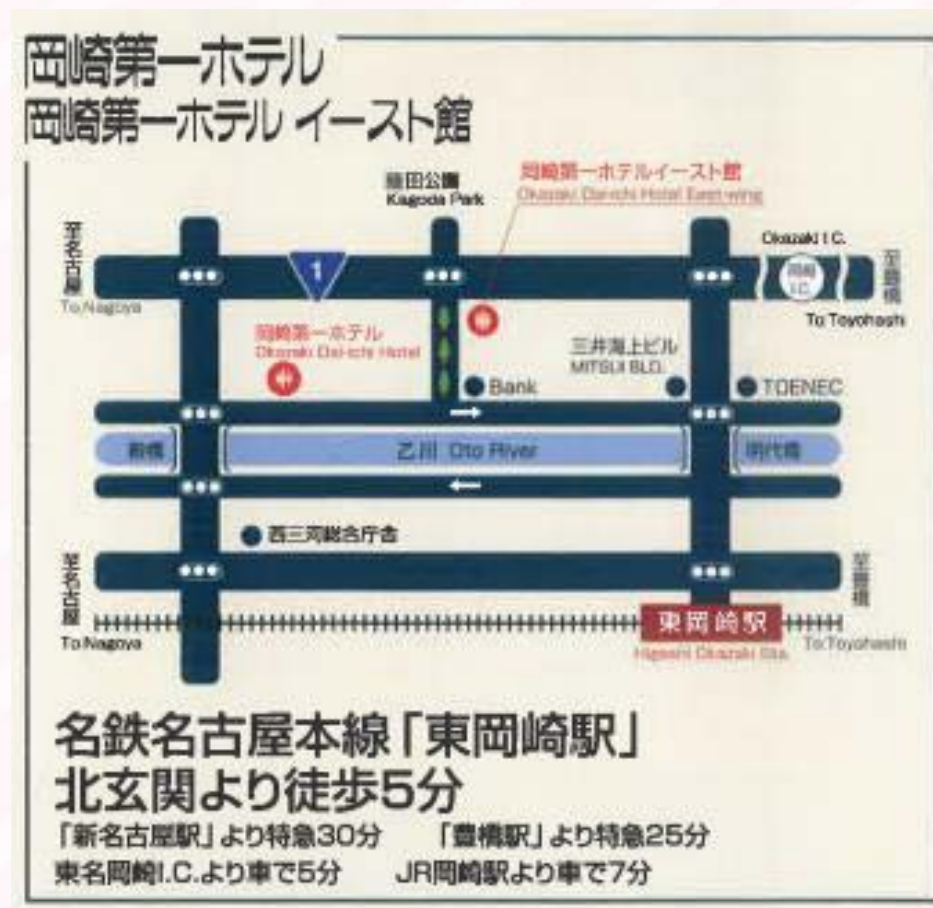 岡崎第一ホテル
岡崎第一ホテル イースト館
籠田公園
Kagoda Park
岡崎第一ホテルイースト館
Okazaki Dai-ichi Hotel East-wing
至名古屋
To Nagoya
1
Okazaki I.C.
岡崎
I.C.
至豊橋
To Toyohashi
岡崎第一ホテル
Okazaki Dai-ichi Hotel
三井海上ビル
MITSUI BLD.
Bank
TOENEC
殿橋
乙川 Oto River
明代橋
西三河総合庁舎
至名古屋
To Nagoya
東岡崎駅
Higashi Okazaki Sta.
至豊橋
To Toyohashi
名鉄名古屋本線「東岡崎駅」
北玄関より徒歩5分
「新名古屋駅」より特急30分 「豊橋駅」より特急25分
東名岡崎I.C.より車で5分 JR岡崎駅より車で7分